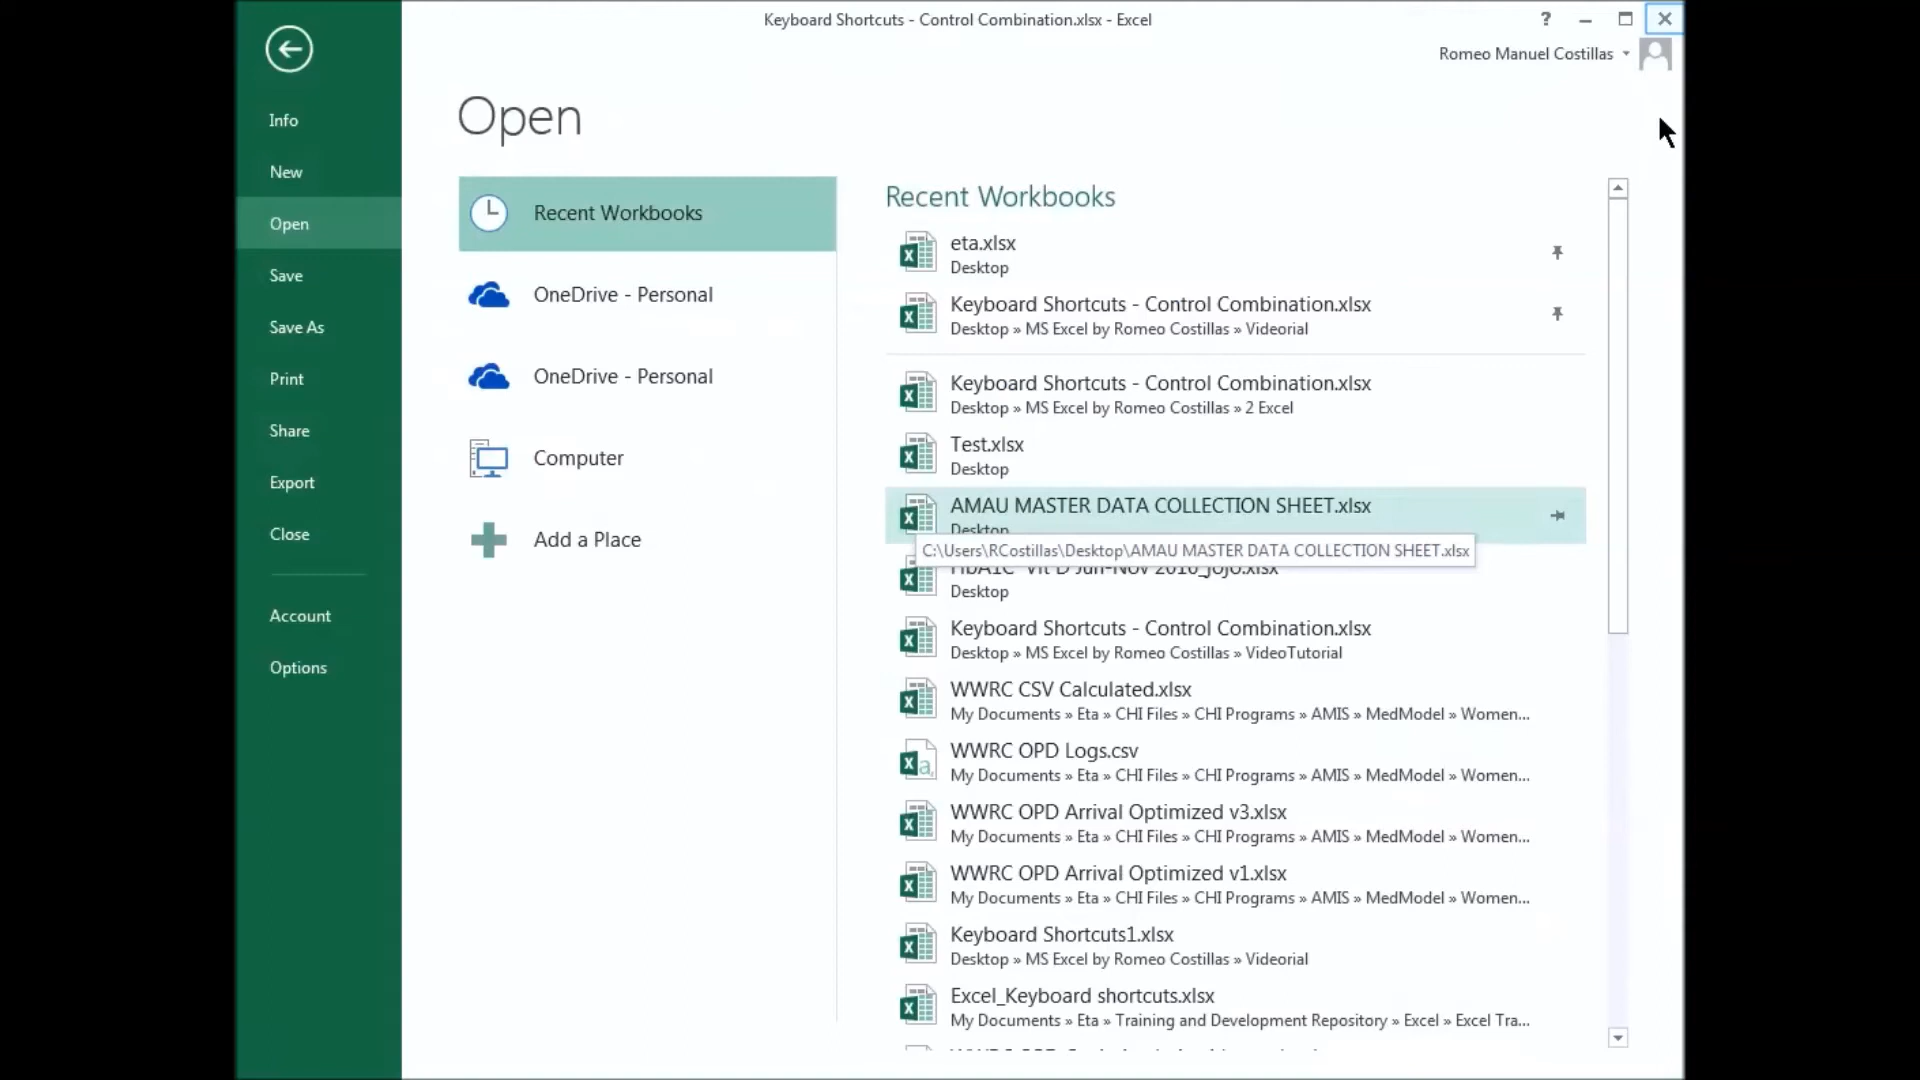 Keyboard Shortcuts - Control Combination.xlsx - Excel
?
Romeo Manuel Costillas
Info
New
Open
Save
Save As
Print
Share
Export
Close
Account
Options
Open
Recent Workbooks
OneDrive - Personal
OneDrive - Personal
Computer
Add a Place
Recent Workbooks
eta.xlsx
Desktop
Keyboard Shortcuts - Control Combination.xlsx
Desktop » MS Excel by Romeo Costillas » Videorial
Keyboard Shortcuts - Control Combination.xlsx
Desktop » MS Excel by Romeo Costillas » 2 Excel
Test.xlsx
Desktop
AMAU MASTER DATA COLLECTION SHEET.xlsx
Desktop
C:\Users\RCostillas\Desktop\AMAU MASTER DATA COLLECTION SHEET.xlsx
HbA1C Vit D Jun-Nov 2016_jojo.xlsx
Desktop
Keyboard Shortcuts - Control Combination.xlsx
Desktop » MS Excel by Romeo Costillas » VideoTutorial
WWRC CSV Calculated.xlsx
My Documents » Eta » CHI Files » CHI Programs » AMIS » MedModel » Women...
WWRC OPD Logs.csv
My Documents » Eta » CHI Files » CHI Programs » AMIS » MedModel » Women...
WWRC OPD Arrival Optimized v3.xlsx
My Documents » Eta » CHI Files » CHI Programs » AMIS » MedModel » Women...
WWRC OPD Arrival Optimized v1.xlsx
My Documents » Eta » CHI Files » CHI Programs » AMIS » MedModel » Women...
Keyboard Shortcuts1.xlsx
Desktop » MS Excel by Romeo Costillas » Videorial
Excel_Keyboard shortcuts.xlsx
My Documents » Eta » Training and Development Repository » Excel » Excel Tra...